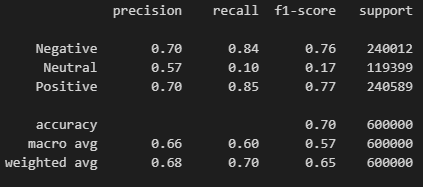 precision recall f1-score support
Negative 0.70 0.84 0.76 240012
Neutral 0.57 0.10 0.17 119399
Positive 0.70 0.85 0.77 240589
accuracy 0.70 600000
macro avg 0.66 0.60 0.57 600000
weighted avg 0.68 0.70 0.65 600000